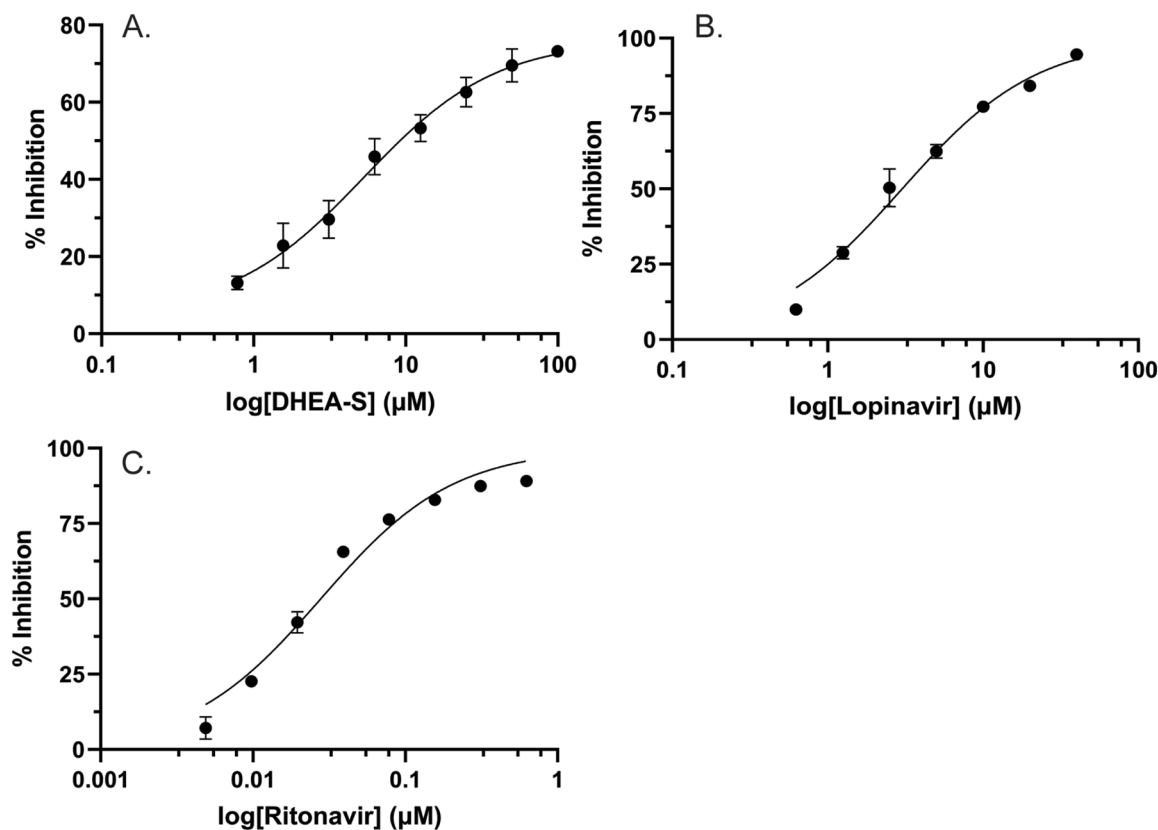 A.
80
60
40
20
0
% Inhibition
0.1 1 10 100
log[DHEA-S] (µM)
B.
100
75
50
25
0
% Inhibition
0.1 1 10 100
log[Lopinavir] (µM)
C.
100
75
50
25
0
% Inhibition
0.001 0.01 0.1 1
log[Ritonavir] (µM)